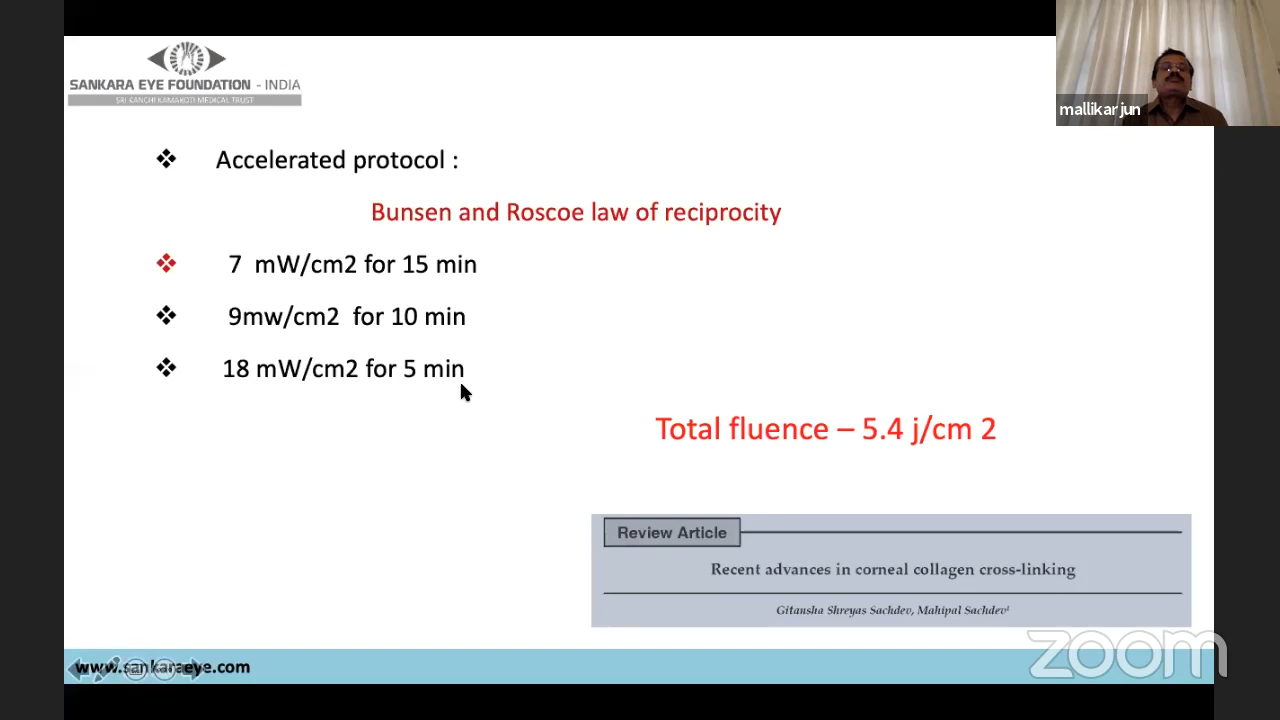 SANKARA EYE FOUNDATION - INDIA
SRI KANCHI KAMAKOTI MEDICAL TRUST
mallikarjun
Accelerated protocol :
Bunsen and Roscoe law of reciprocity
7 mW/cm2 for 15 min
9mw/cm2 for 10 min
18 mW/cm2 for 5 min
Total fluence – 5.4 j/cm 2
Review Article
Recent advances in corneal collagen cross-linking
Gitansha Shreyas Sachdev, Mahipal Sachdev¹
www.sankaraeye.com
zoom